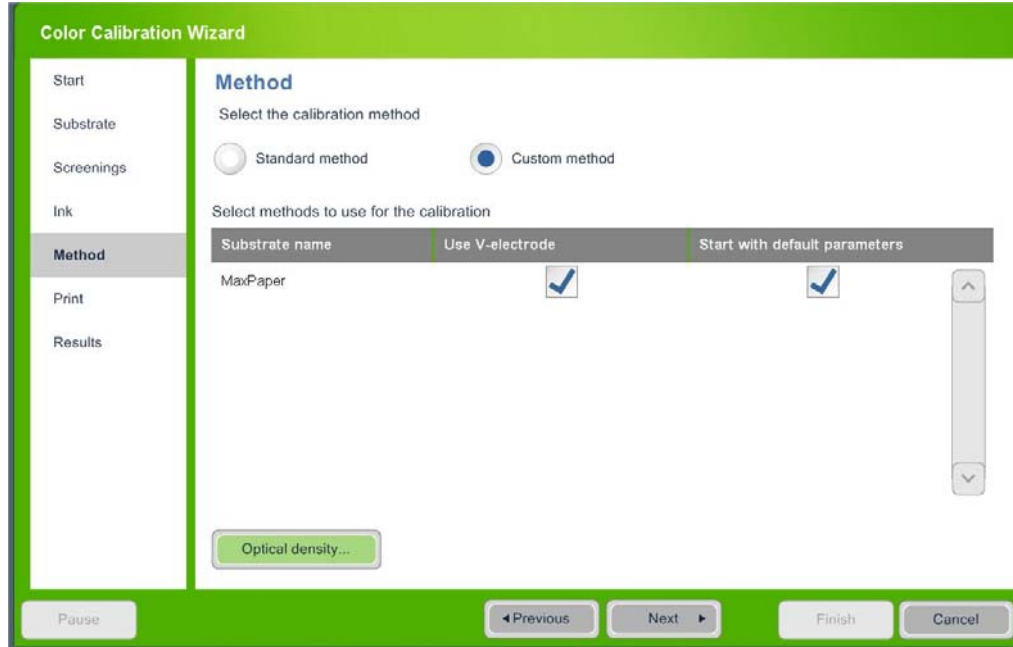 Color Calibration Wizard
Start
Substrate
Screenings
Ink
Method
Print
Results
Method
Select the calibration method
Standard method
Custom method
Select methods to use for the calibration
Substrate name Use V-electrode Start with default parameters
MaxPaper
Optical density...
Pause
Previous
Next
Finish
Cancel